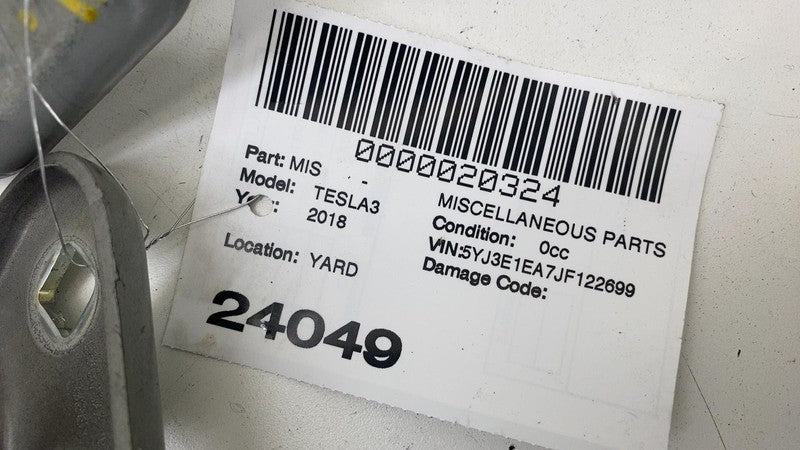 0000020324
Part: MIS - MISCELLANEOUS PARTS
Model: TESLA3 Condition: 0cc
2018 VIN:5YJ3E1EA7JF122699
Damage Code:
Location: YARD
24049